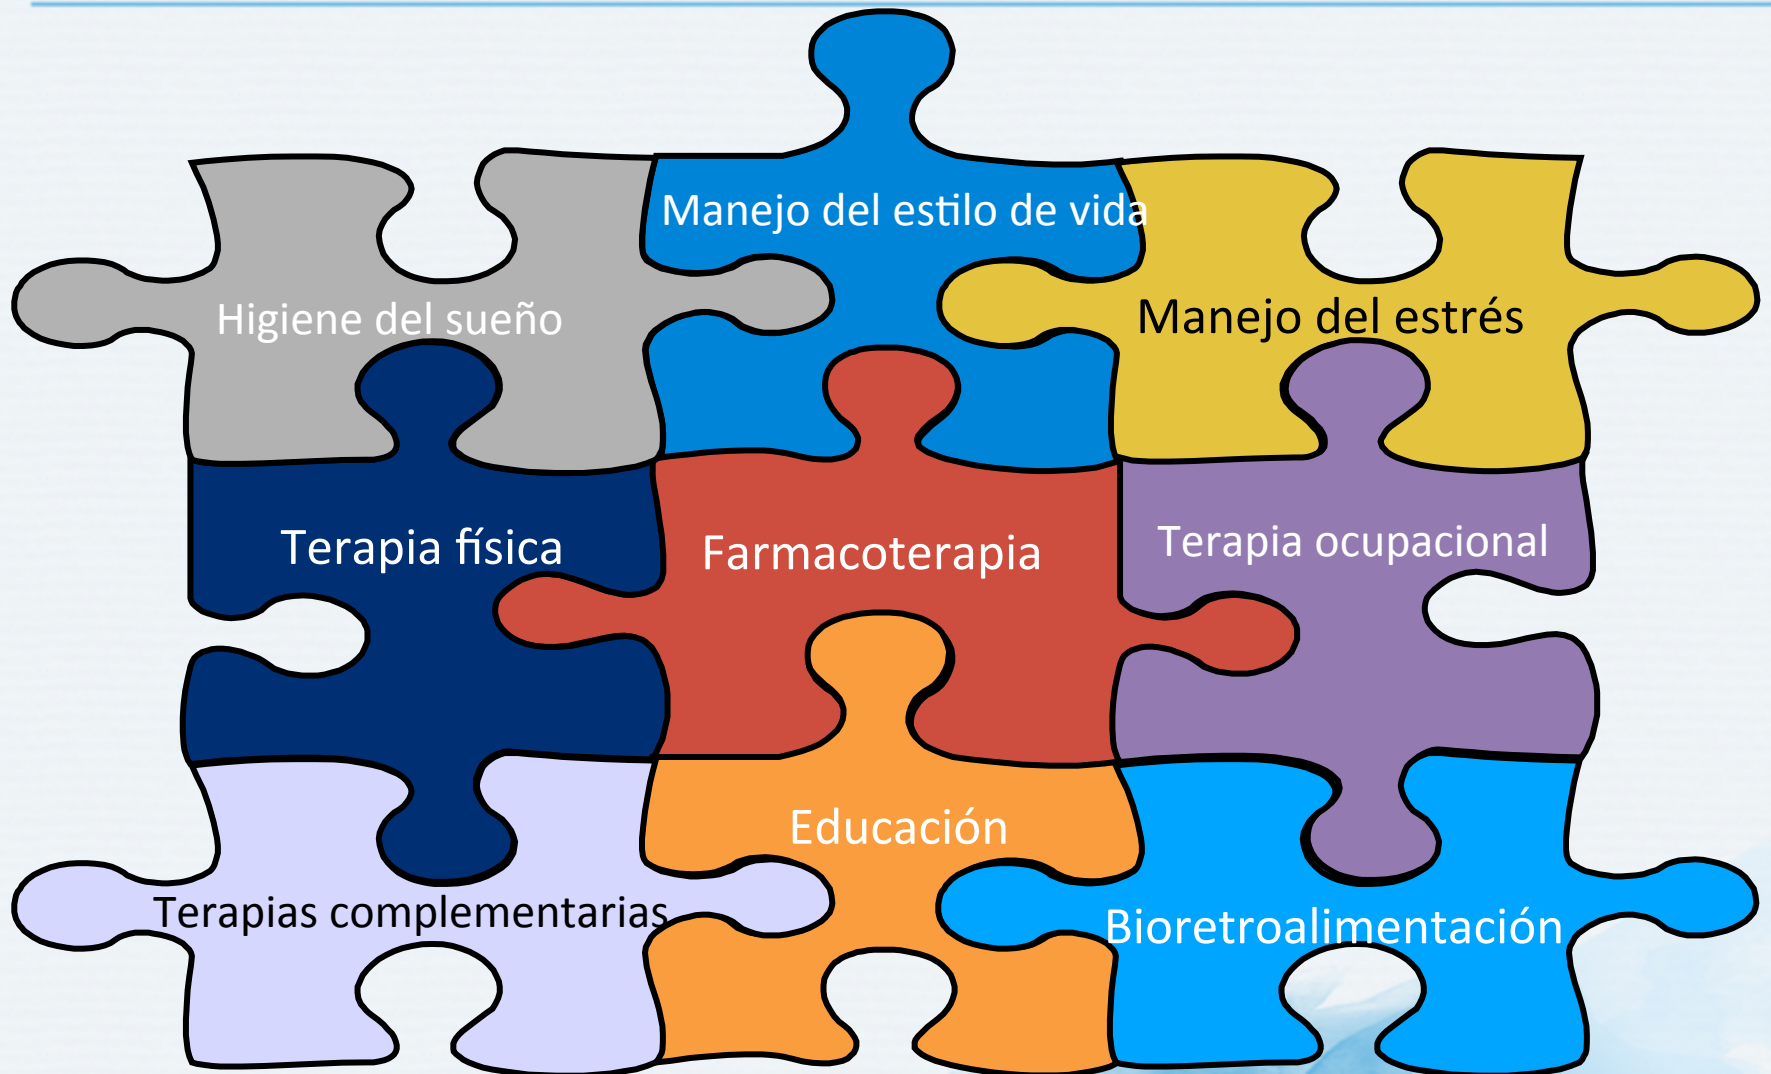 Manejo del estilo de vida
Higiene del sueño
Manejo del estrés
Terapia física
Farmacoterapia
Terapia ocupacional
Educación
Terapias complementarias
Bioretroalimentación